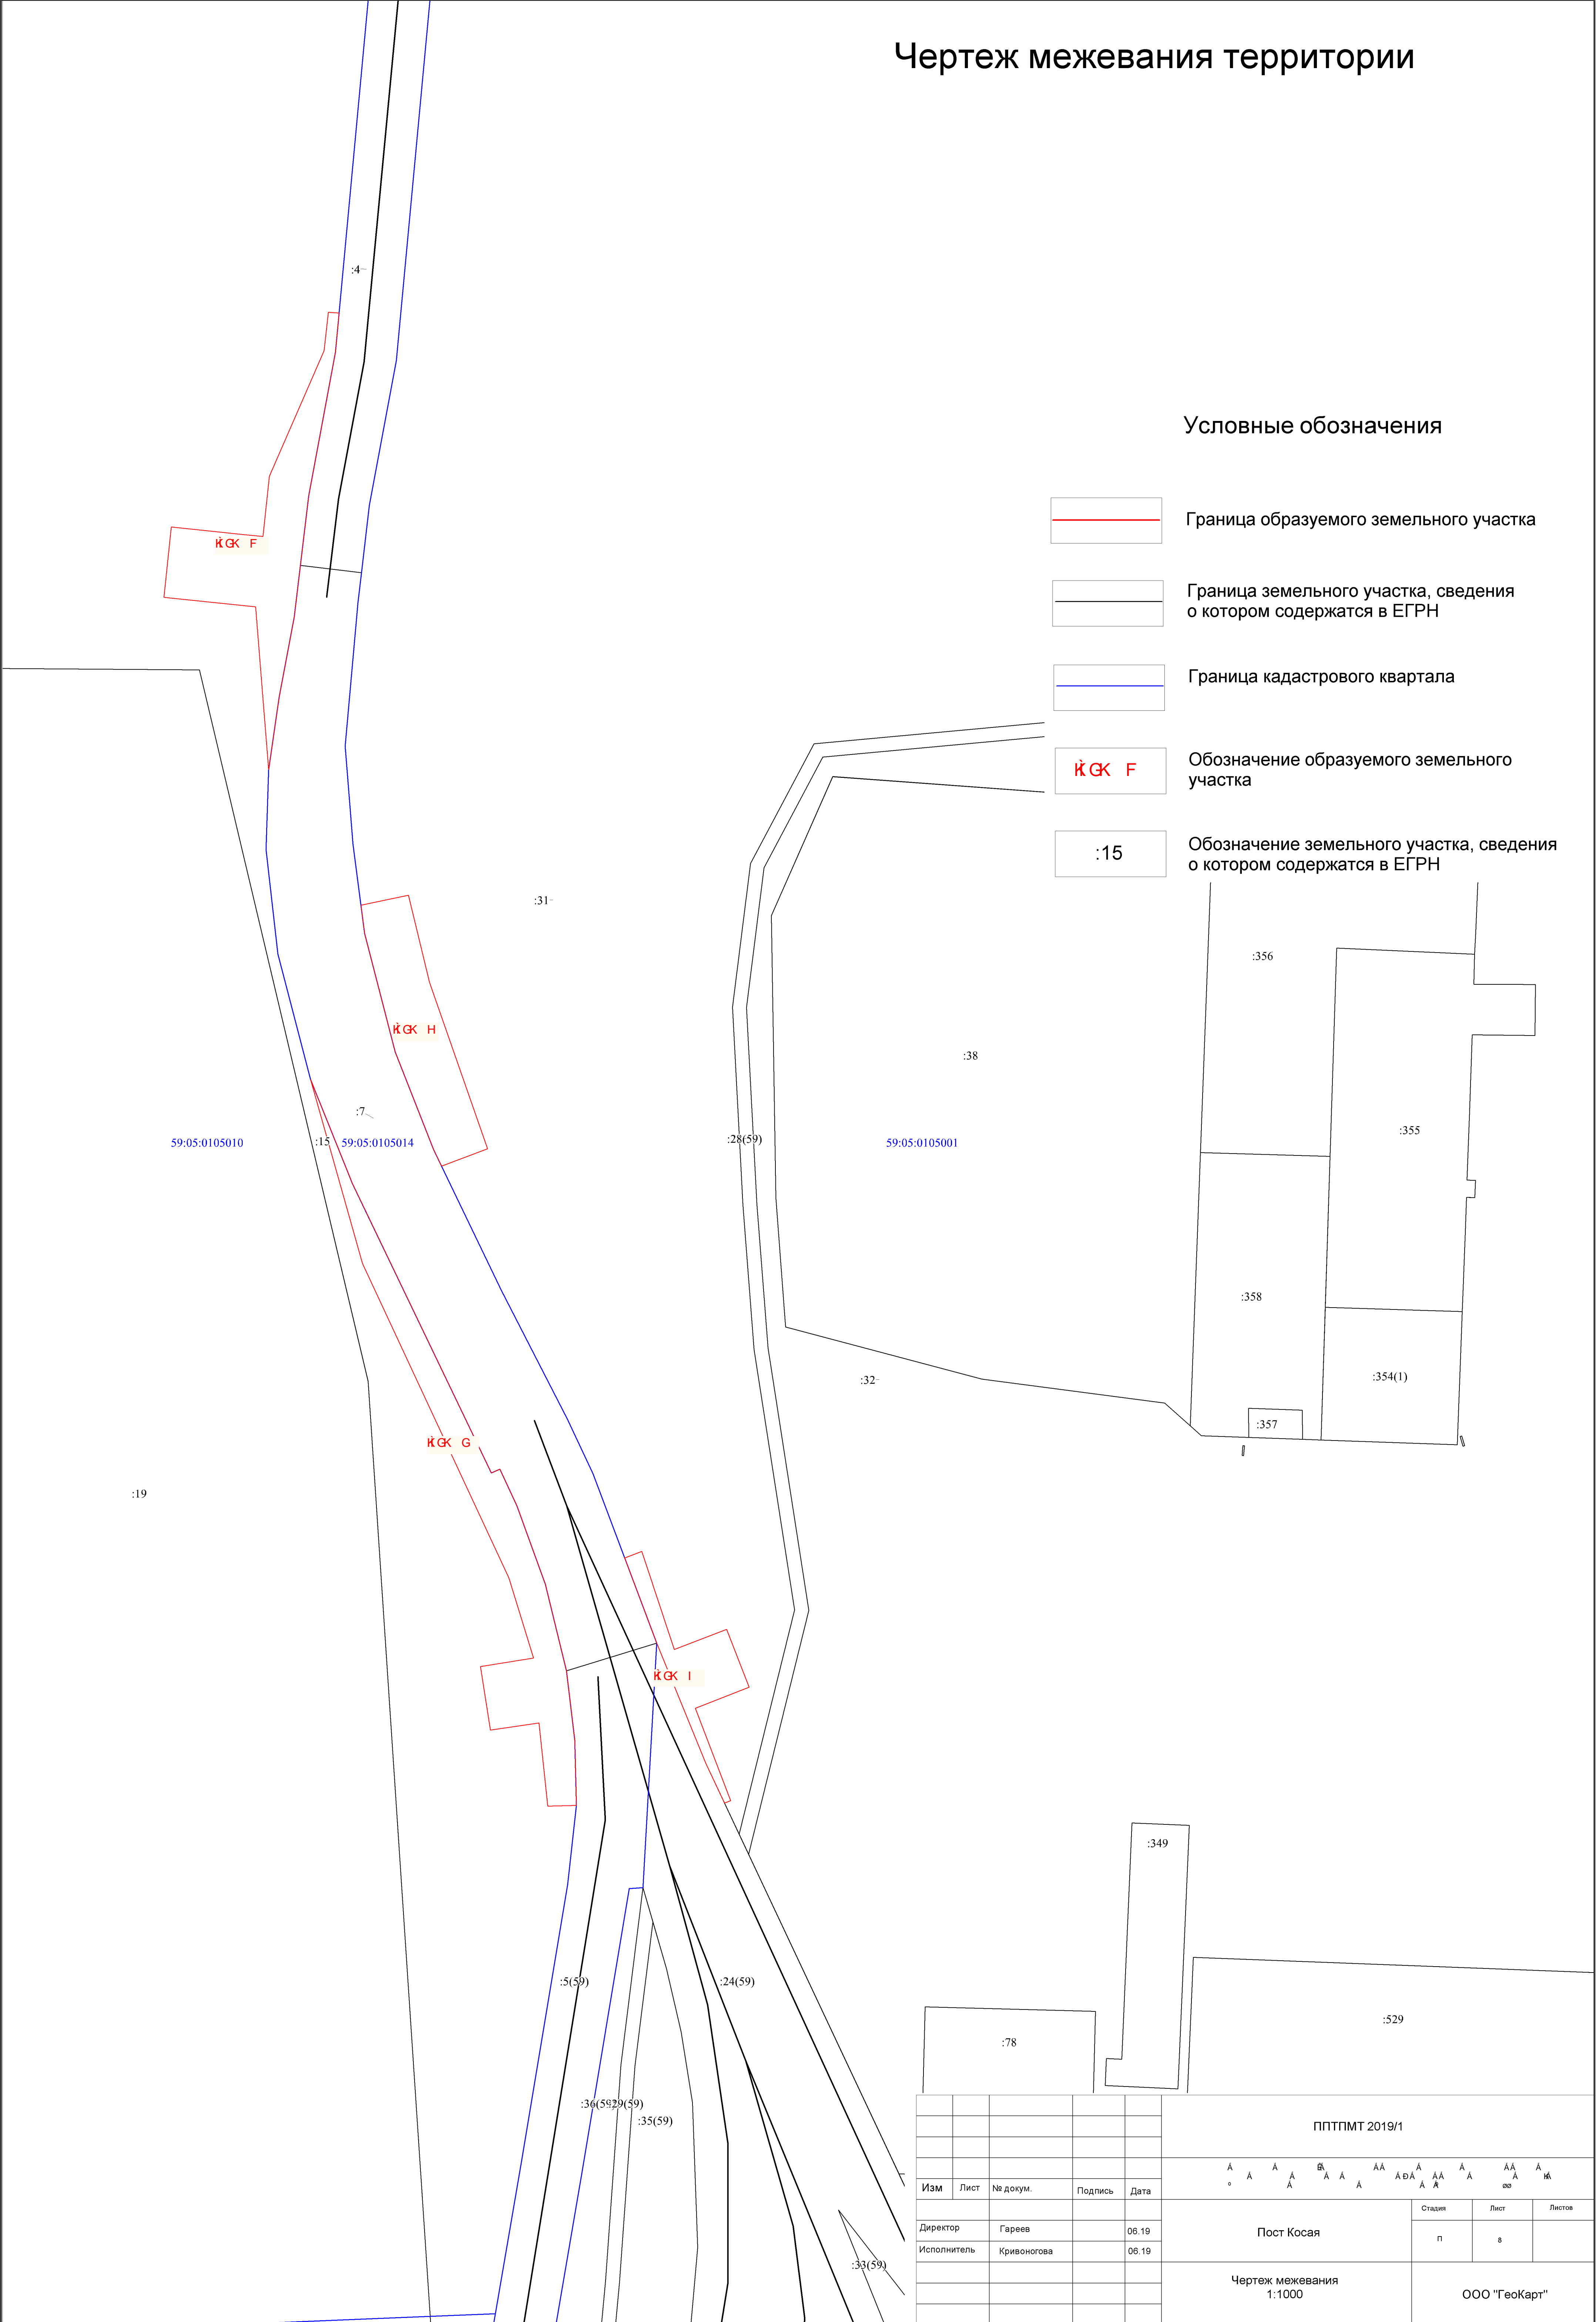 Чертеж межевания территории
:4
Условные обозначения
Граница образуемого земельного участка
Граница земельного участка, сведения
о котором содержатся в ЕГРН
Граница кадастрового квартала
Обозначение образуемого земельного
участка
:15
Обозначение земельного участка, сведения
о котором содержатся в ЕГРН
:31
:356
:38
:355
:7
59:05:0105010
:15
59:05:0105014
:28(59)
59:05:0105001
:358
:32
:354(1)
:357
:19
:349
:5(59)
:24(59)
:529
:78
:36(59)
:29(59)
:35(59)
:33(59)
ППТПМТ 2019/1
Изм
Лист
№ докум.
Подпись
Дата
Директор
Гареев
06.19
Исполнитель
Кривоногова
06.19
Пост Косая
Стадия
Лист
Листов
П
8
Чертеж межевания
1:1000
ООО "ГеоКарт"